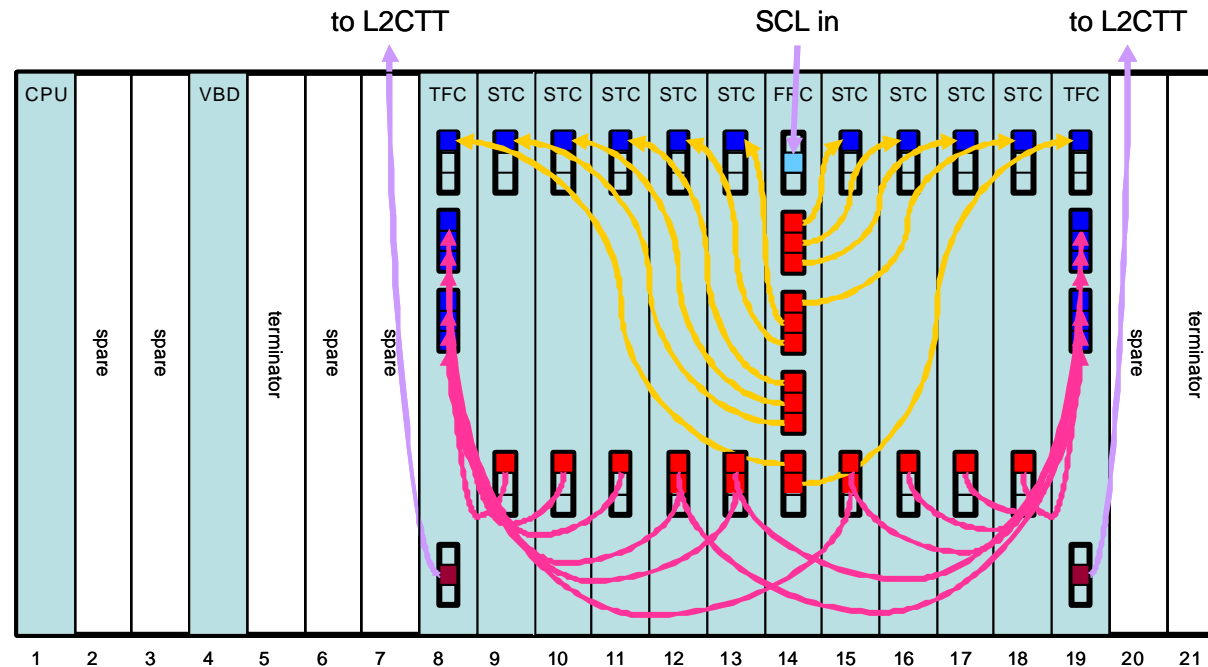 to L2CTT SCL in to L2CTT
CPU VBD TFC STC STC STC STC STC FRC STC STC STC STC TFC
spare spare terminator spare spare spare terminator
1 2 3 4 5 6 7 8 9 10 11 12 13 14 15 16 17 18 19 20 21